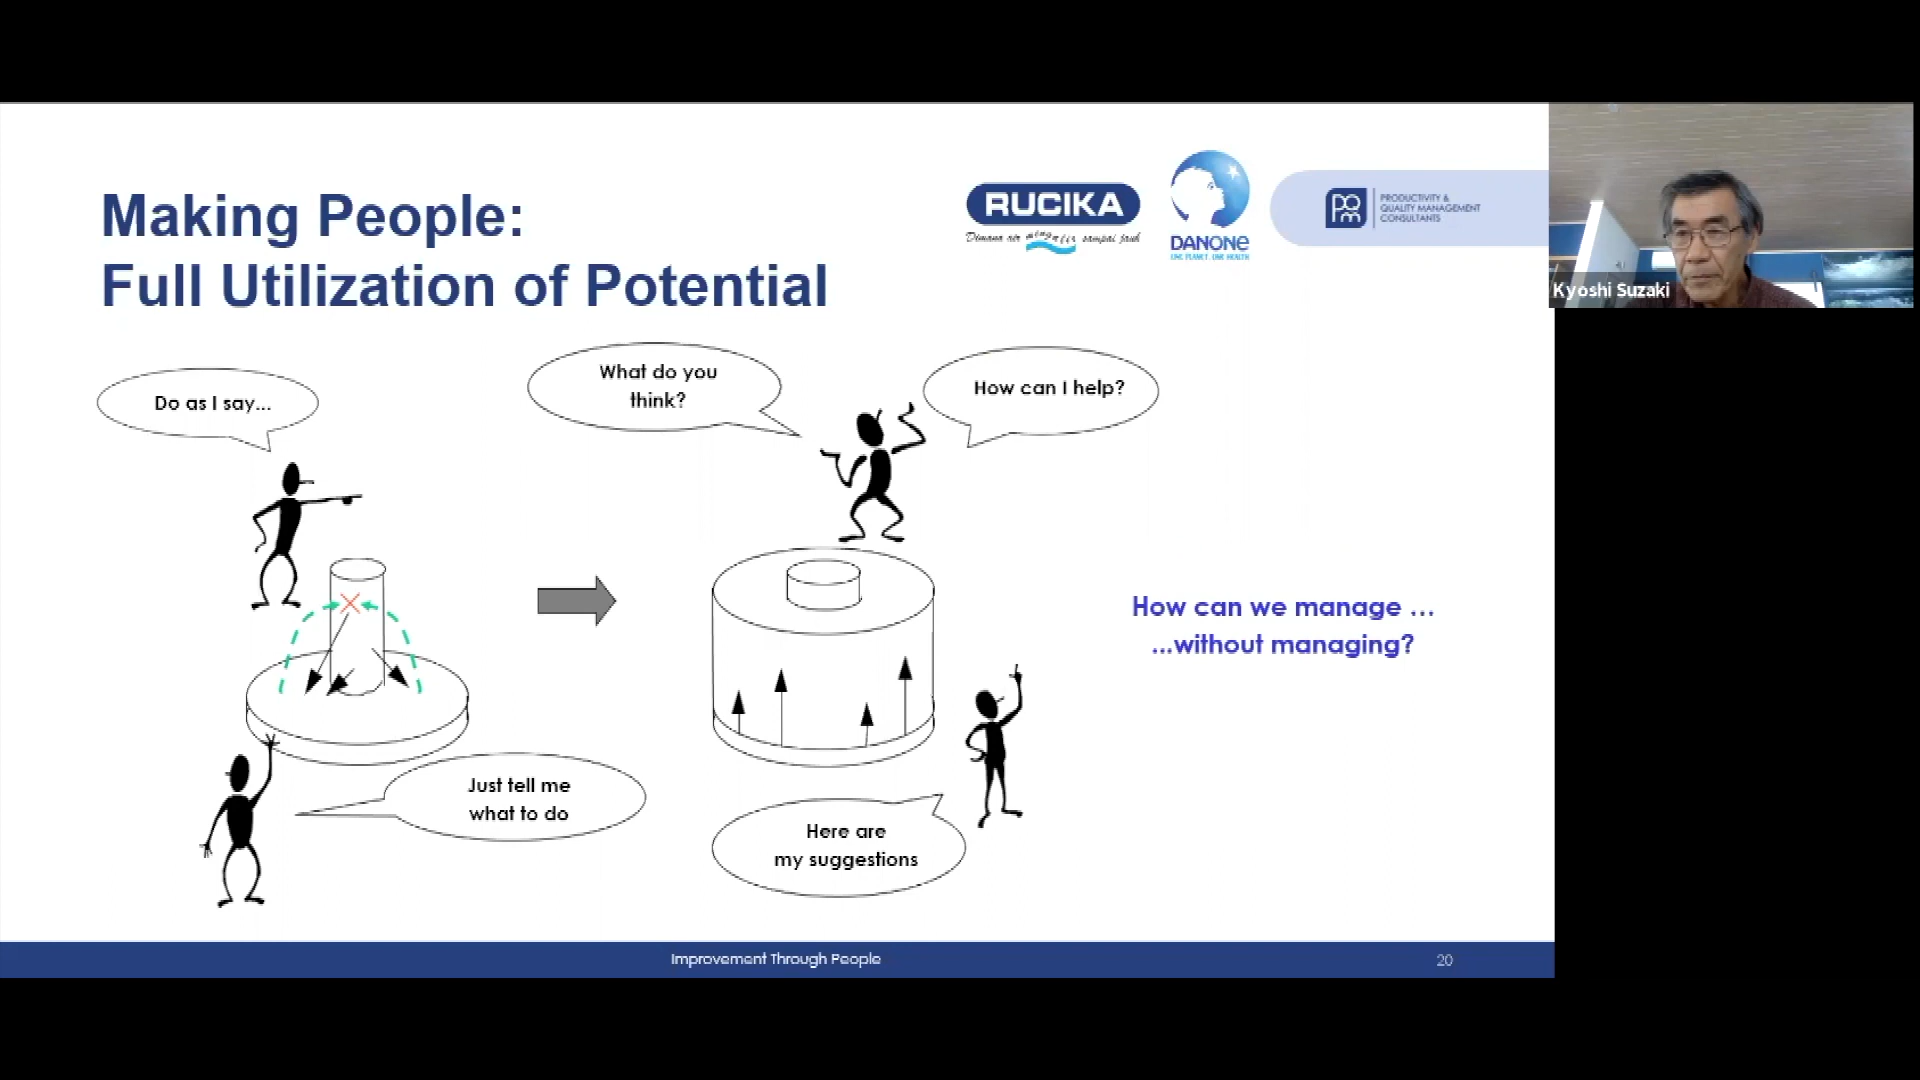 Making People:
Full Utilization of Potential
RUCIKA
Dimana air mengalir sampai jauh
DANONE
ONE PLANET. ONE HEALTH
PQM
PRODUCTIVITY &
QUALITY MANAGEMENT
CONSULTANTS
Kyoshi Suzaki
Do as I say...
What do you
think?
How can I help?
How can we manage ...
...without managing?
Just tell me
what to do
Here are
my suggestions
Improvement Through People
20